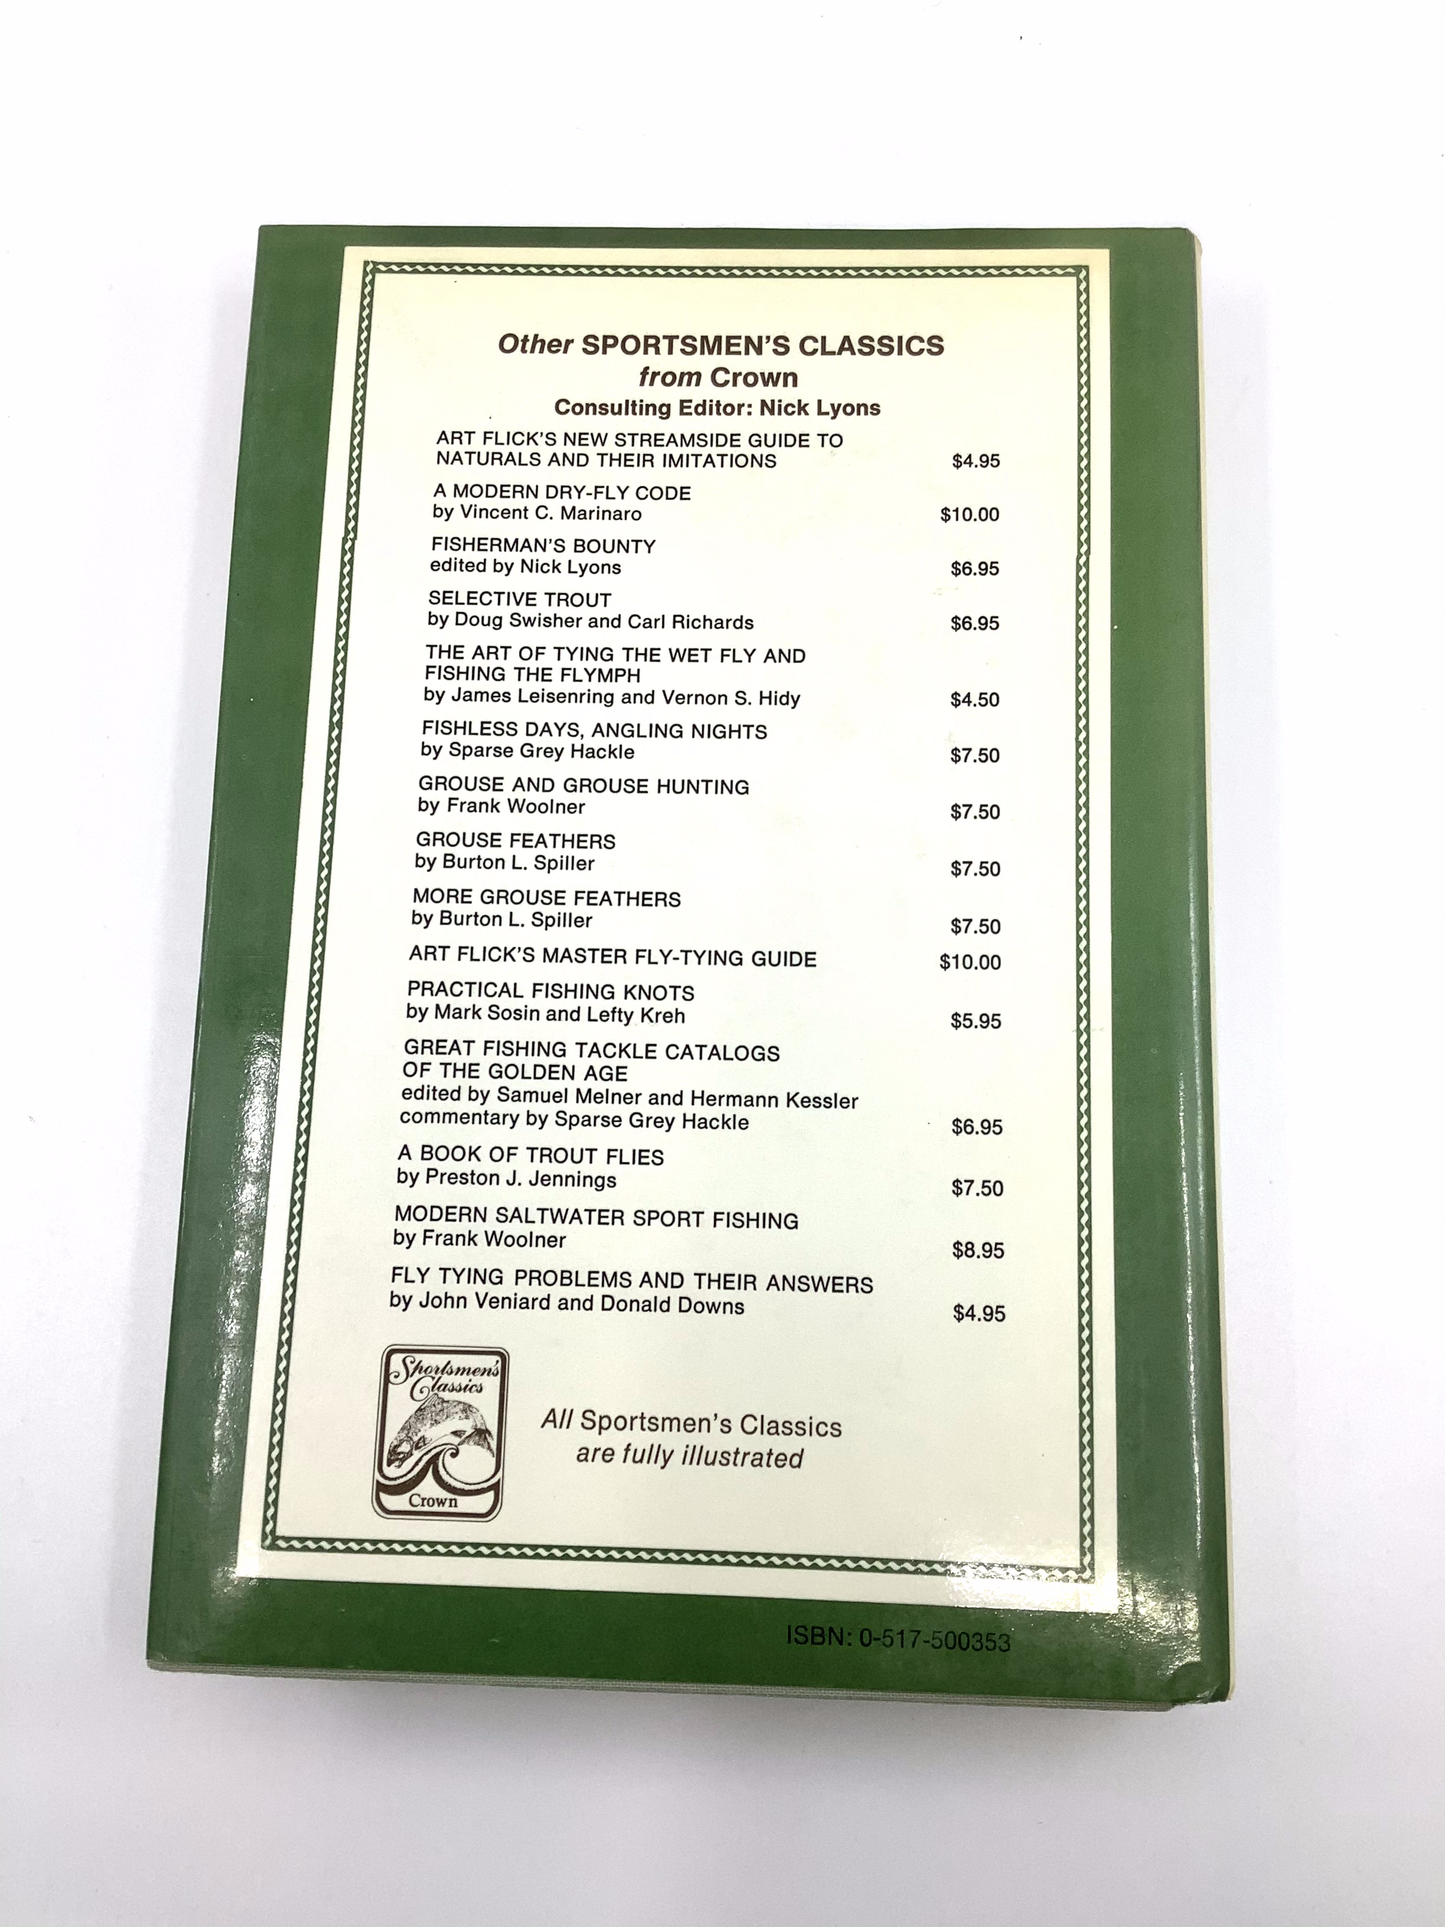 Other SPORTSMEN'S CLASSICS
from Crown
Consulting Editor: Nick Lyons
ART FLICK'S NEW STREAMSIDE GUIDE TO
NATURALS AND THEIR IMITATIONS $4.95
A MODERN DRY-FLY CODE
by Vincent C. Marinaro $10.00
FISHERMAN'S BOUNTY
edited by Nick Lyons $6.95
SELECTIVE TROUT
by Doug Swisher and Carl Richards $6.95
THE ART OF TYING THE WET FLY AND
FISHING THE FLYMPH
by James Leisenring and Vernon S. Hidy $4.50
FISHLESS DAYS, ANGLING NIGHTS
by Sparse Grey Hackle $7.50
GROUSE AND GROUSE HUNTING
by Frank Woolner $7.50
GROUSE FEATHERS
by Burton L. Spiller $7.50
MORE GROUSE FEATHERS
by Burton L. Spiller $7.50
ART FLICK'S MASTER FLY-TYING GUIDE $10.00
PRACTICAL FISHING KNOTS
by Mark Sosin and Lefty Kreh $5.95
GREAT FISHING TACKLE CATALOGS
OF THE GOLDEN AGE
edited by Samuel Melner and Hermann Kessler
commentary by Sparse Grey Hackle $6.95
A BOOK OF TROUT FLIES
by Preston J. Jennings $7.50
MODERN SALTWATER SPORT FISHING
by Frank Woolner $8.95
FLY TYING PROBLEMS AND THEIR ANSWERS
by John Veniard and Donald Downs $4.95
Sportsmen's
Classics
Crown
All Sportsmen's Classics
are fully illustrated
ISBN: 0-517-500353